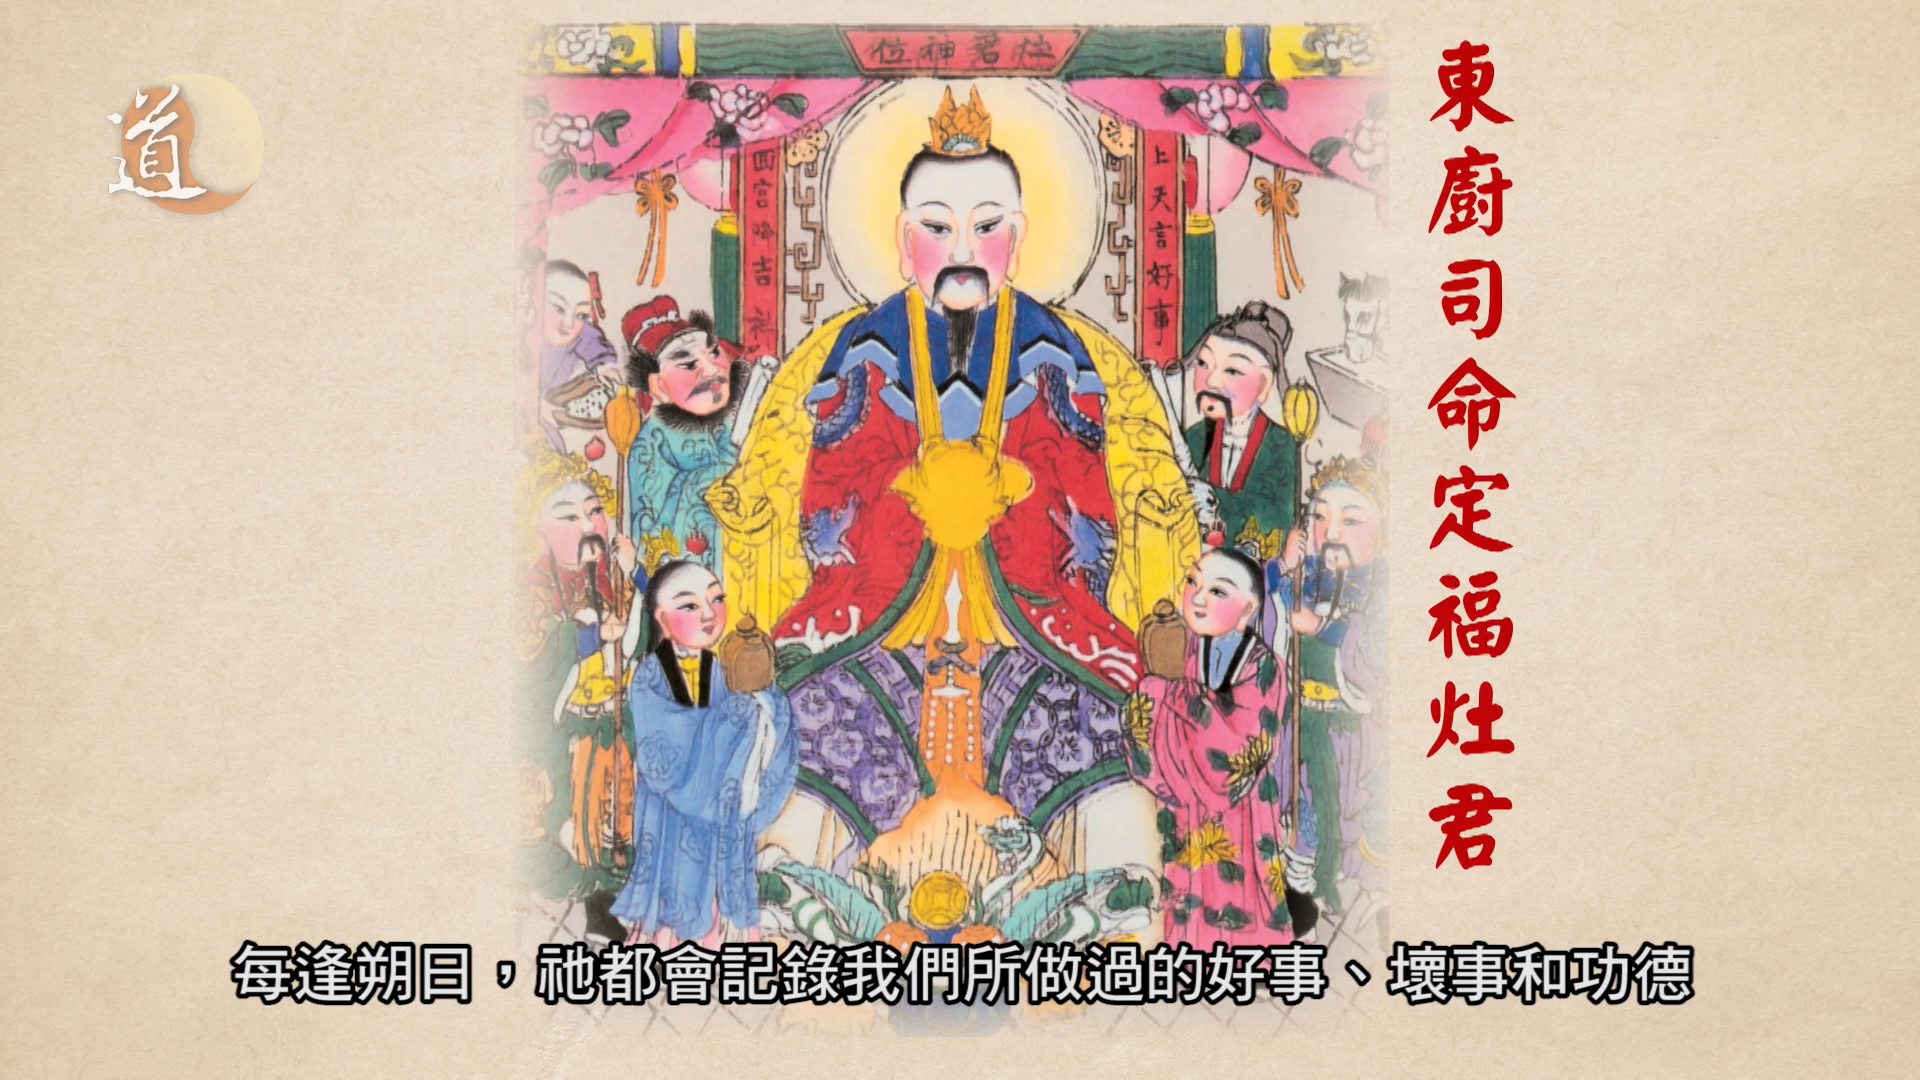 道
灶君神位
上天言好事
回宮降吉祥
東廚司命定福灶君
每逢朔日，祂都會記錄我們所做過的好事、壞事和功德